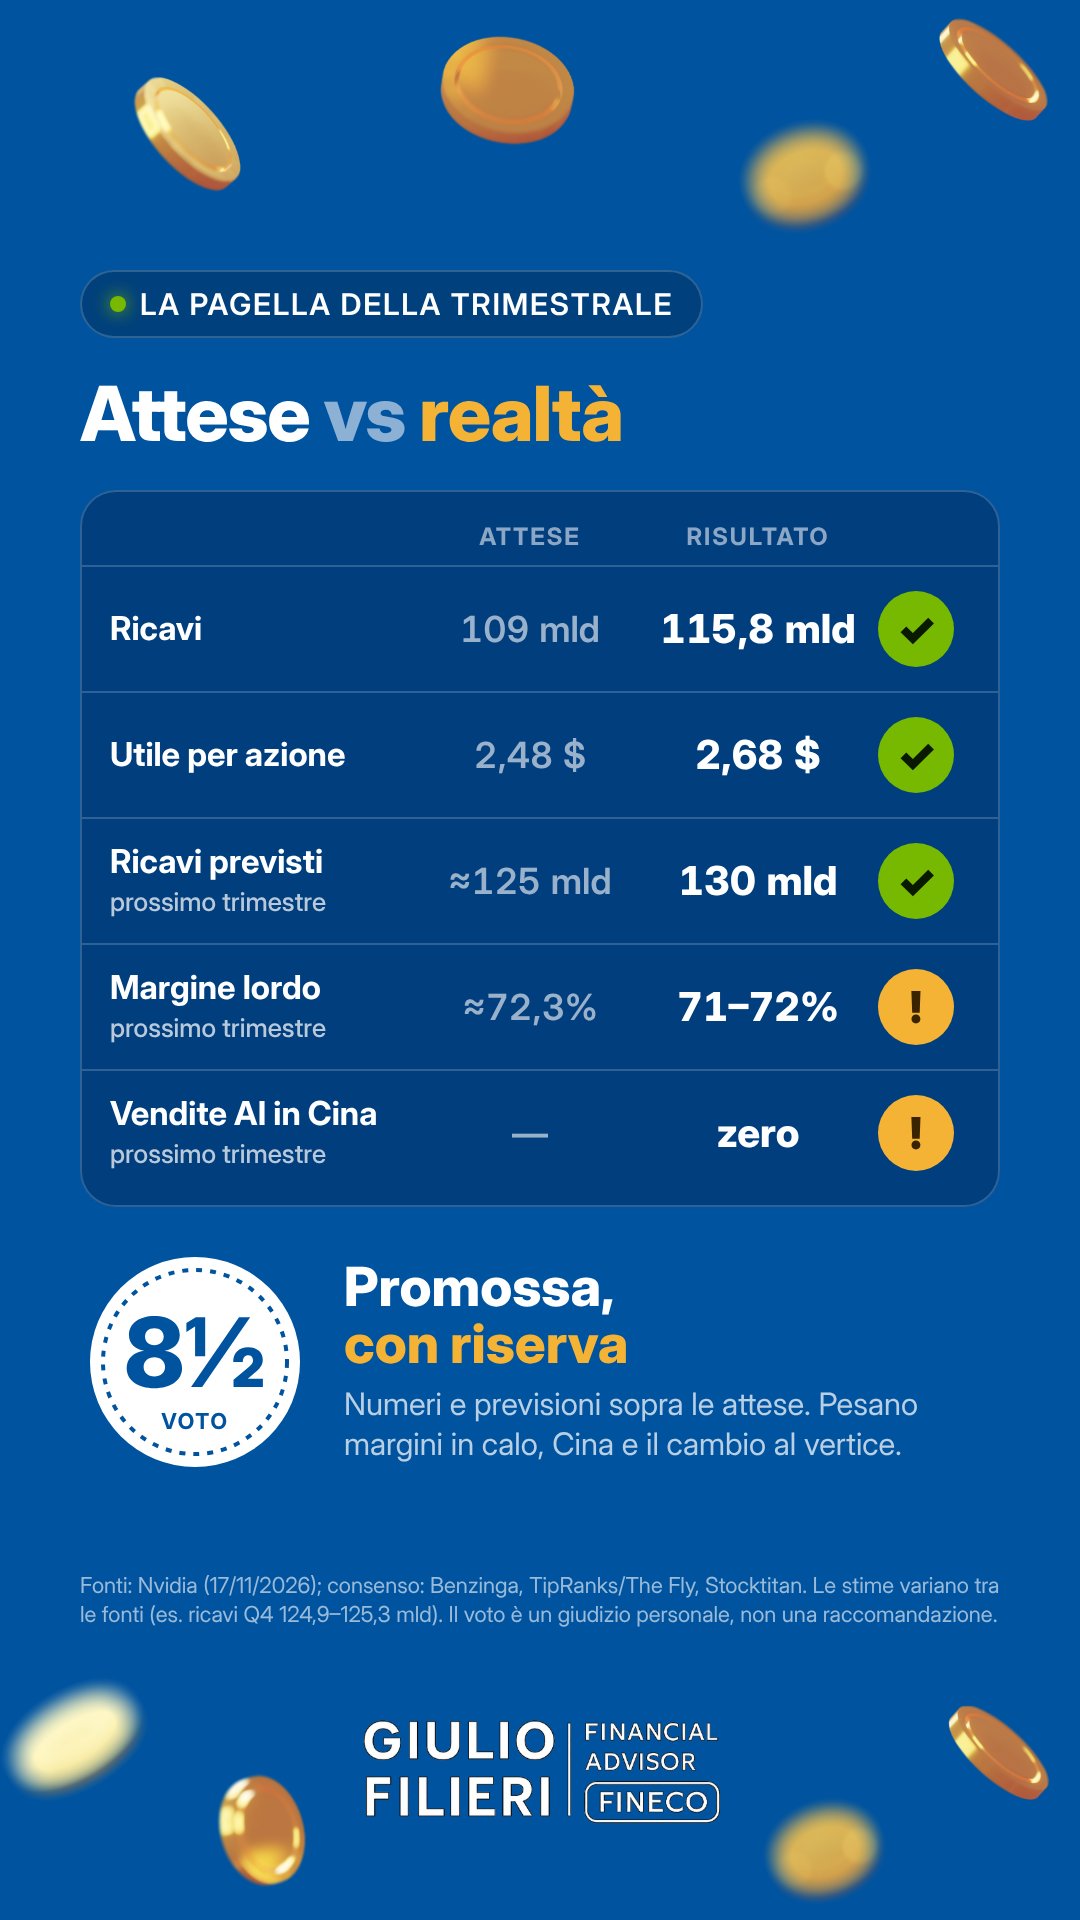 LA PAGELLA DELLA TRIMESTRALE
Attese vs realtà
ATTESE RISULTATO
Ricavi 109 mld 115,8 mld
Utile per azione 2,48 $ 2,68 $
Ricavi previsti
prossimo trimestre
≈125 mld 130 mld
Margine lordo
prossimo trimestre
≈72,3% 71–72% !
Vendite AI in Cina
prossimo trimestre
— zero !
8½
VOTO
Promossa,
con riserva
Numeri e previsioni sopra le attese. Pesano
margini in calo, Cina e il cambio al vertice.
Fonti: Nvidia (17/11/2026); consenso: Benzinga, TipRanks/The Fly, Stocktitan. Le stime variano tra
le fonti (es. ricavi Q4 124,9–125,3 mld). Il voto è un giudizio personale, non una raccomandazione.
GIULIO
FILIERI
FINANCIAL
ADVISOR
FINECO